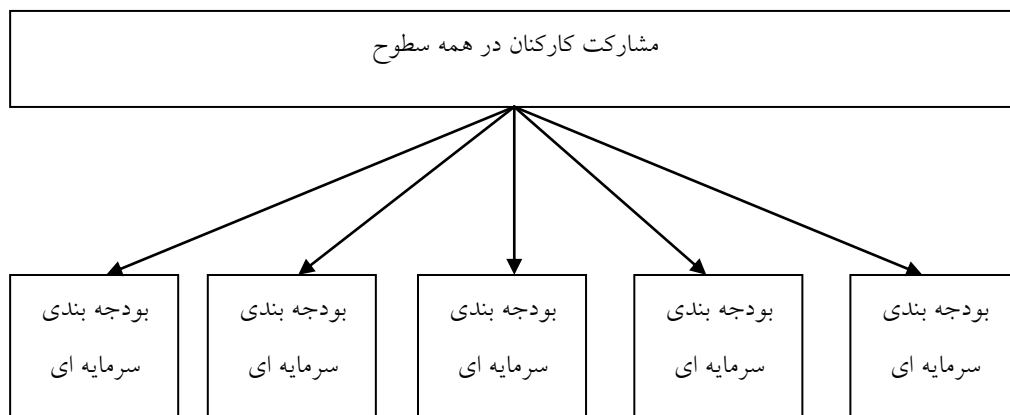 مشارکت کارکنان در همه سطوح
بودجه بندی
سرمایه ای
بودجه بندی
سرمایه ای
بودجه بندی
سرمایه ای
بودجه بندی
سرمایه ای
بودجه بندی
سرمایه ای